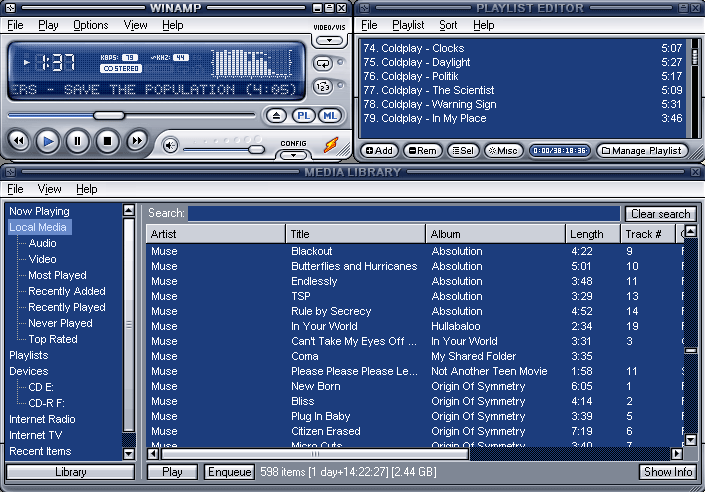 WINAMP
File Play Options View Help
VIDEO/VIS
1:37
KBPS: 79 KHZ: 44
CO STEREO
ERS - SAVE THE POPULATION (4:05)
PL ML
CONFIG
PLAYLIST EDITOR
File Playlist Sort Help
74. Coldplay - Clocks 5:07
75. Coldplay - Daylight 5:27
76. Coldplay - Politik 5:17
77. Coldplay - The Scientist 5:09
78. Coldplay - Warning Sign 5:31
79. Coldplay - In My Place 3:46
Add Rem Sel Misc 0:00/38:18:36 Manage Playlist
MEDIA LIBRARY
File View Help
Now Playing
Local Media
Audio
Video
Most Played
Recently Added
Recently Played
Never Played
Top Rated
Playlists
Devices
CD E:
CD-R F:
Internet Radio
Internet TV
Recent Items
Library
Search: Clear search
Artist Title Album Length Track #
Muse Blackout Absolution 4:22 9
Muse Butterflies and Hurricanes Absolution 5:01 10
Muse Endlessly Absolution 3:48 11
Muse TSP Absolution 3:29 13
Muse Rule by Secrecy Absolution 4:52 14
Muse In Your World Hullabaloo 2:34 19
Muse Can't Take My Eyes Off ... In Your World 3:31 3
Muse Coma My Shared Folder 3:35
Muse Please Please Please Le... Not Another Teen Movie 1:58 11
Muse New Born Origin Of Symmetry 6:05 1
Muse Bliss Origin Of Symmetry 4:14 2
Muse Plug In Baby Origin Of Symmetry 3:39 5
Muse Citizen Erased Origin Of Symmetry 7:19 6
Muse Micro Cuts Origin Of Symmetry 3:40 7
Play Enqueue 598 items [1 day+14:22:27] [2.44 GB] Show Info